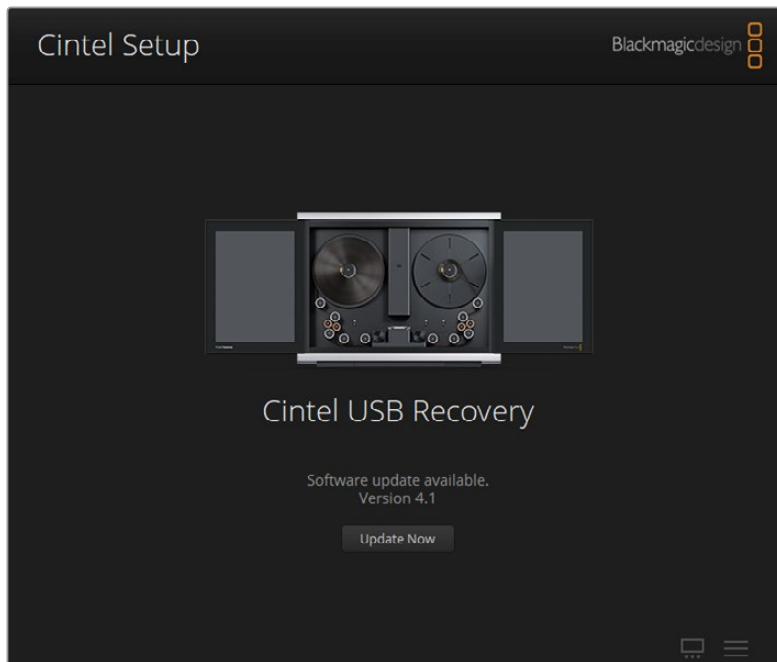 Cintel Setup
Blackmagicdesign
Cintel USB Recovery
Software update available.
Version 4.1
Update Now